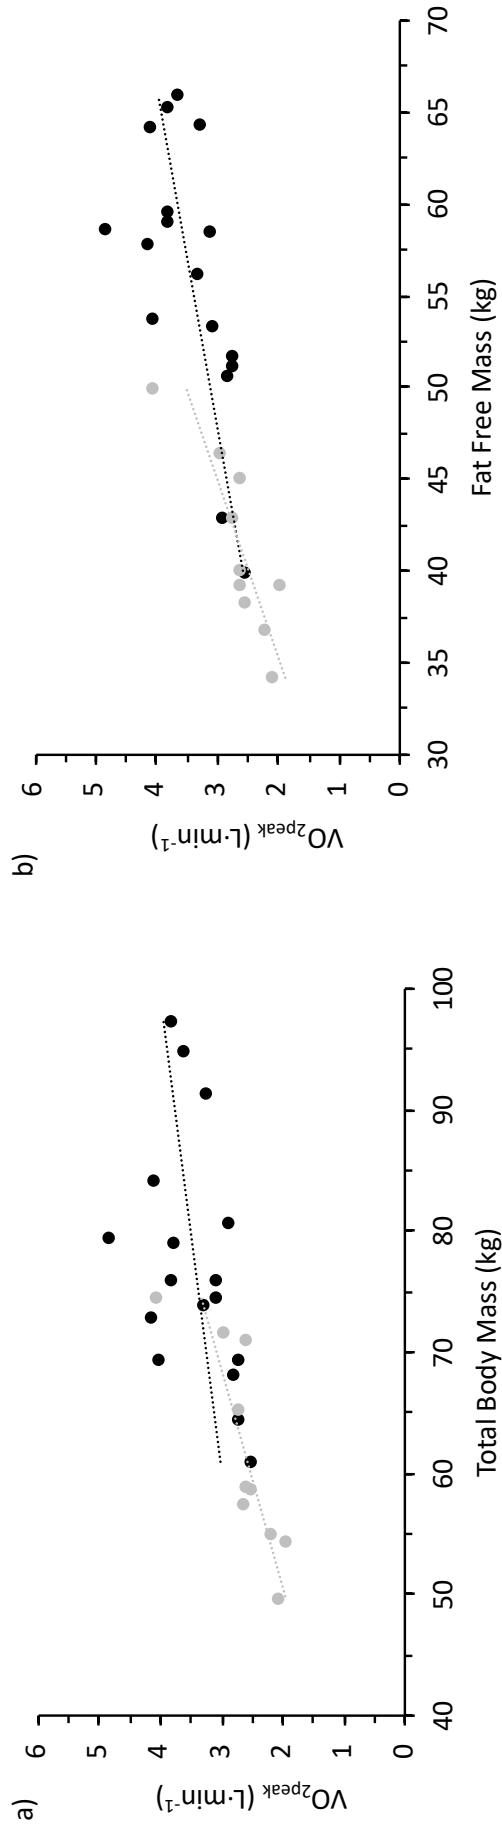 a)
6
5
4
3
2
1
0
VO₂peak (L·min⁻¹)
40 50 60 70 80 90 100
Total Body Mass (kg)
b)
6
5
4
3
2
1
0
VO₂peak (L·min⁻¹)
30 35 40 45 50 55 60 65 70
Fat Free Mass (kg)